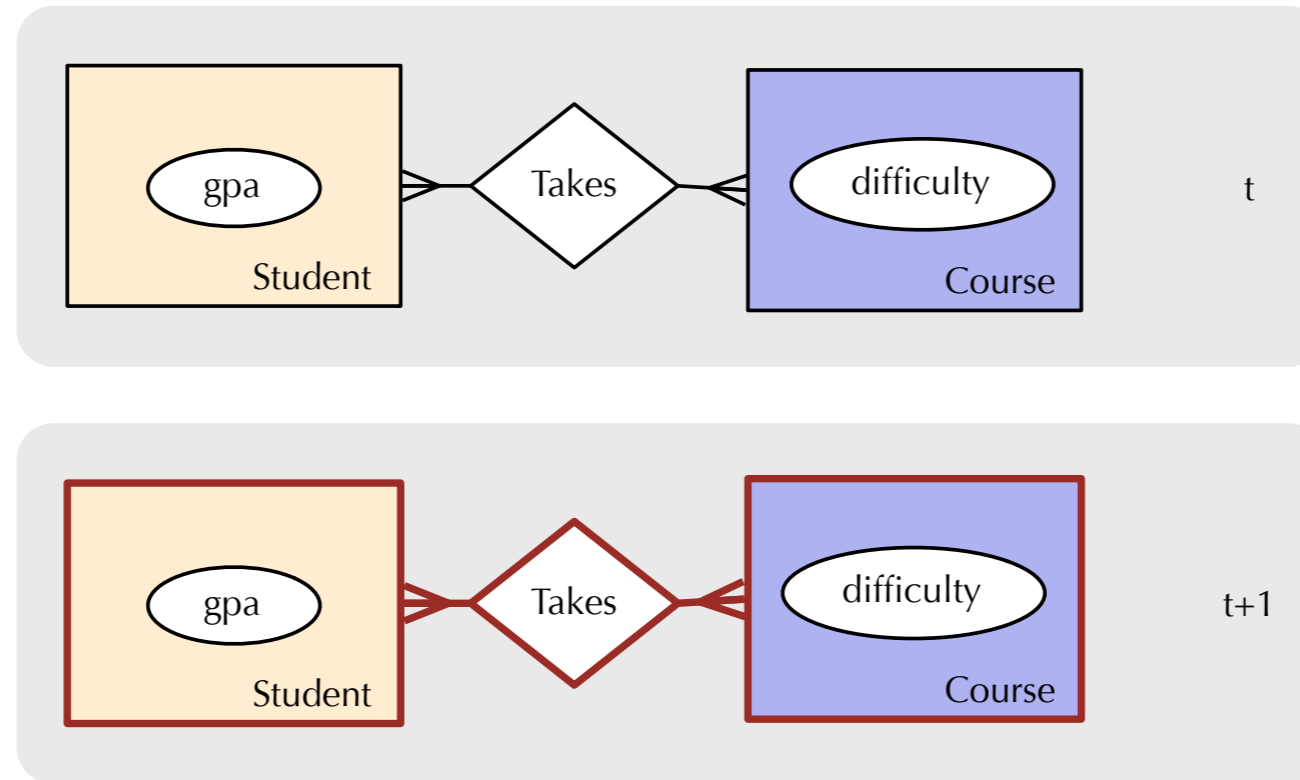 gpa
Takes
difficulty
t
Student
Course
gpa
Takes
difficulty
t+1
Student
Course